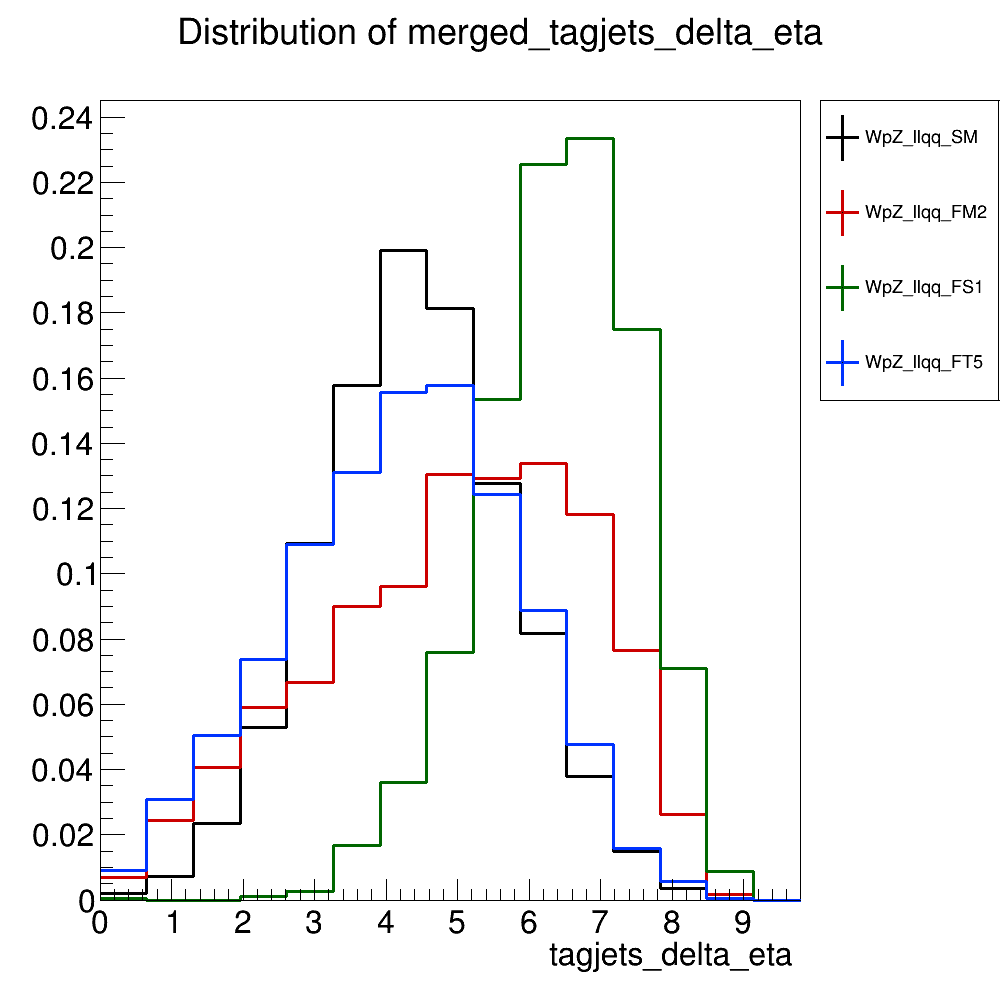 Distribution of merged_tagjets_delta_eta
0.24
0.22
0.2
0.18
0.16
0.14
0.12
0.1
0.08
0.06
0.04
0.02
0
0 1 2 3 4 5 6 7 8 9
tagjets_delta_eta
WpZ_llqq_SM
WpZ_llqq_FM2
WpZ_llqq_FS1
WpZ_llqq_FT5